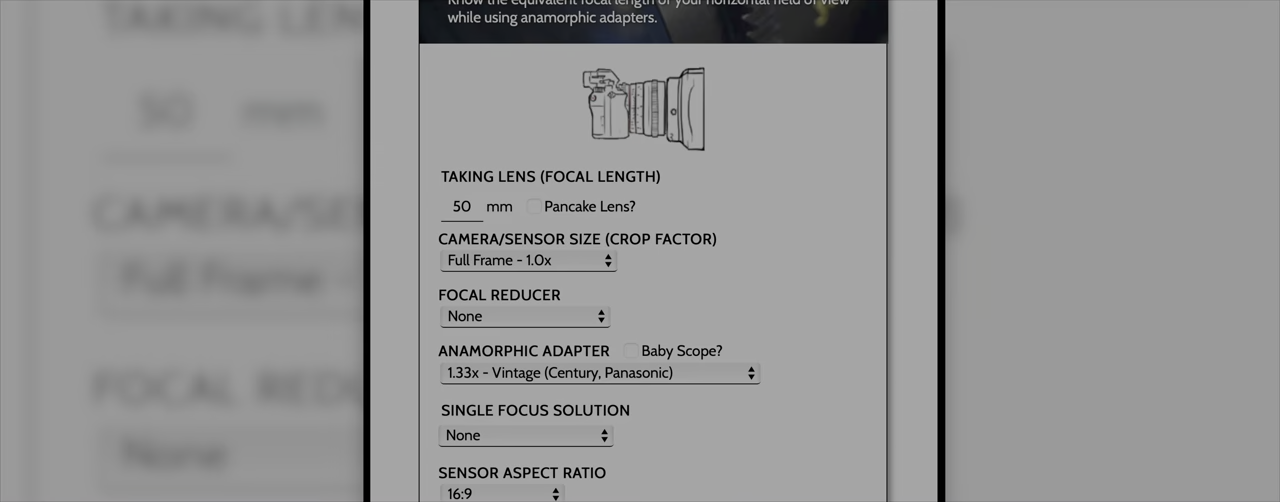 Know the equivalent focal length of your horizontal field of view
while using anamorphic adapters.
TAKING LENS (FOCAL LENGTH)
50 mm Pancake Lens?
CAMERA/SENSOR SIZE (CROP FACTOR)
Full Frame - 1.0x
FOCAL REDUCER
None
ANAMORPHIC ADAPTER Baby Scope?
1.33x - Vintage (Century, Panasonic)
SINGLE FOCUS SOLUTION
None
SENSOR ASPECT RATIO
16:9